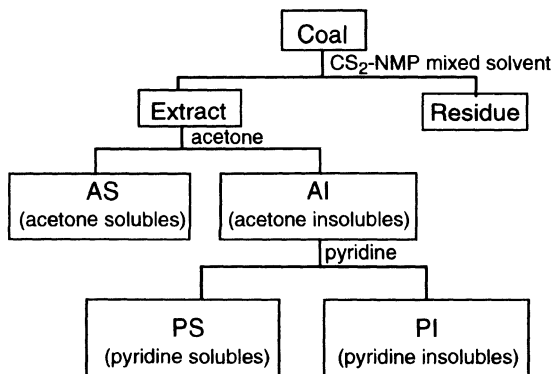 Coal
CS₂-NMP mixed solvent
Extract
Residue
acetone
AS
(acetone solubles)
AI
(acetone insolubles)
pyridine
PS
(pyridine solubles)
PI
(pyridine insolubles)